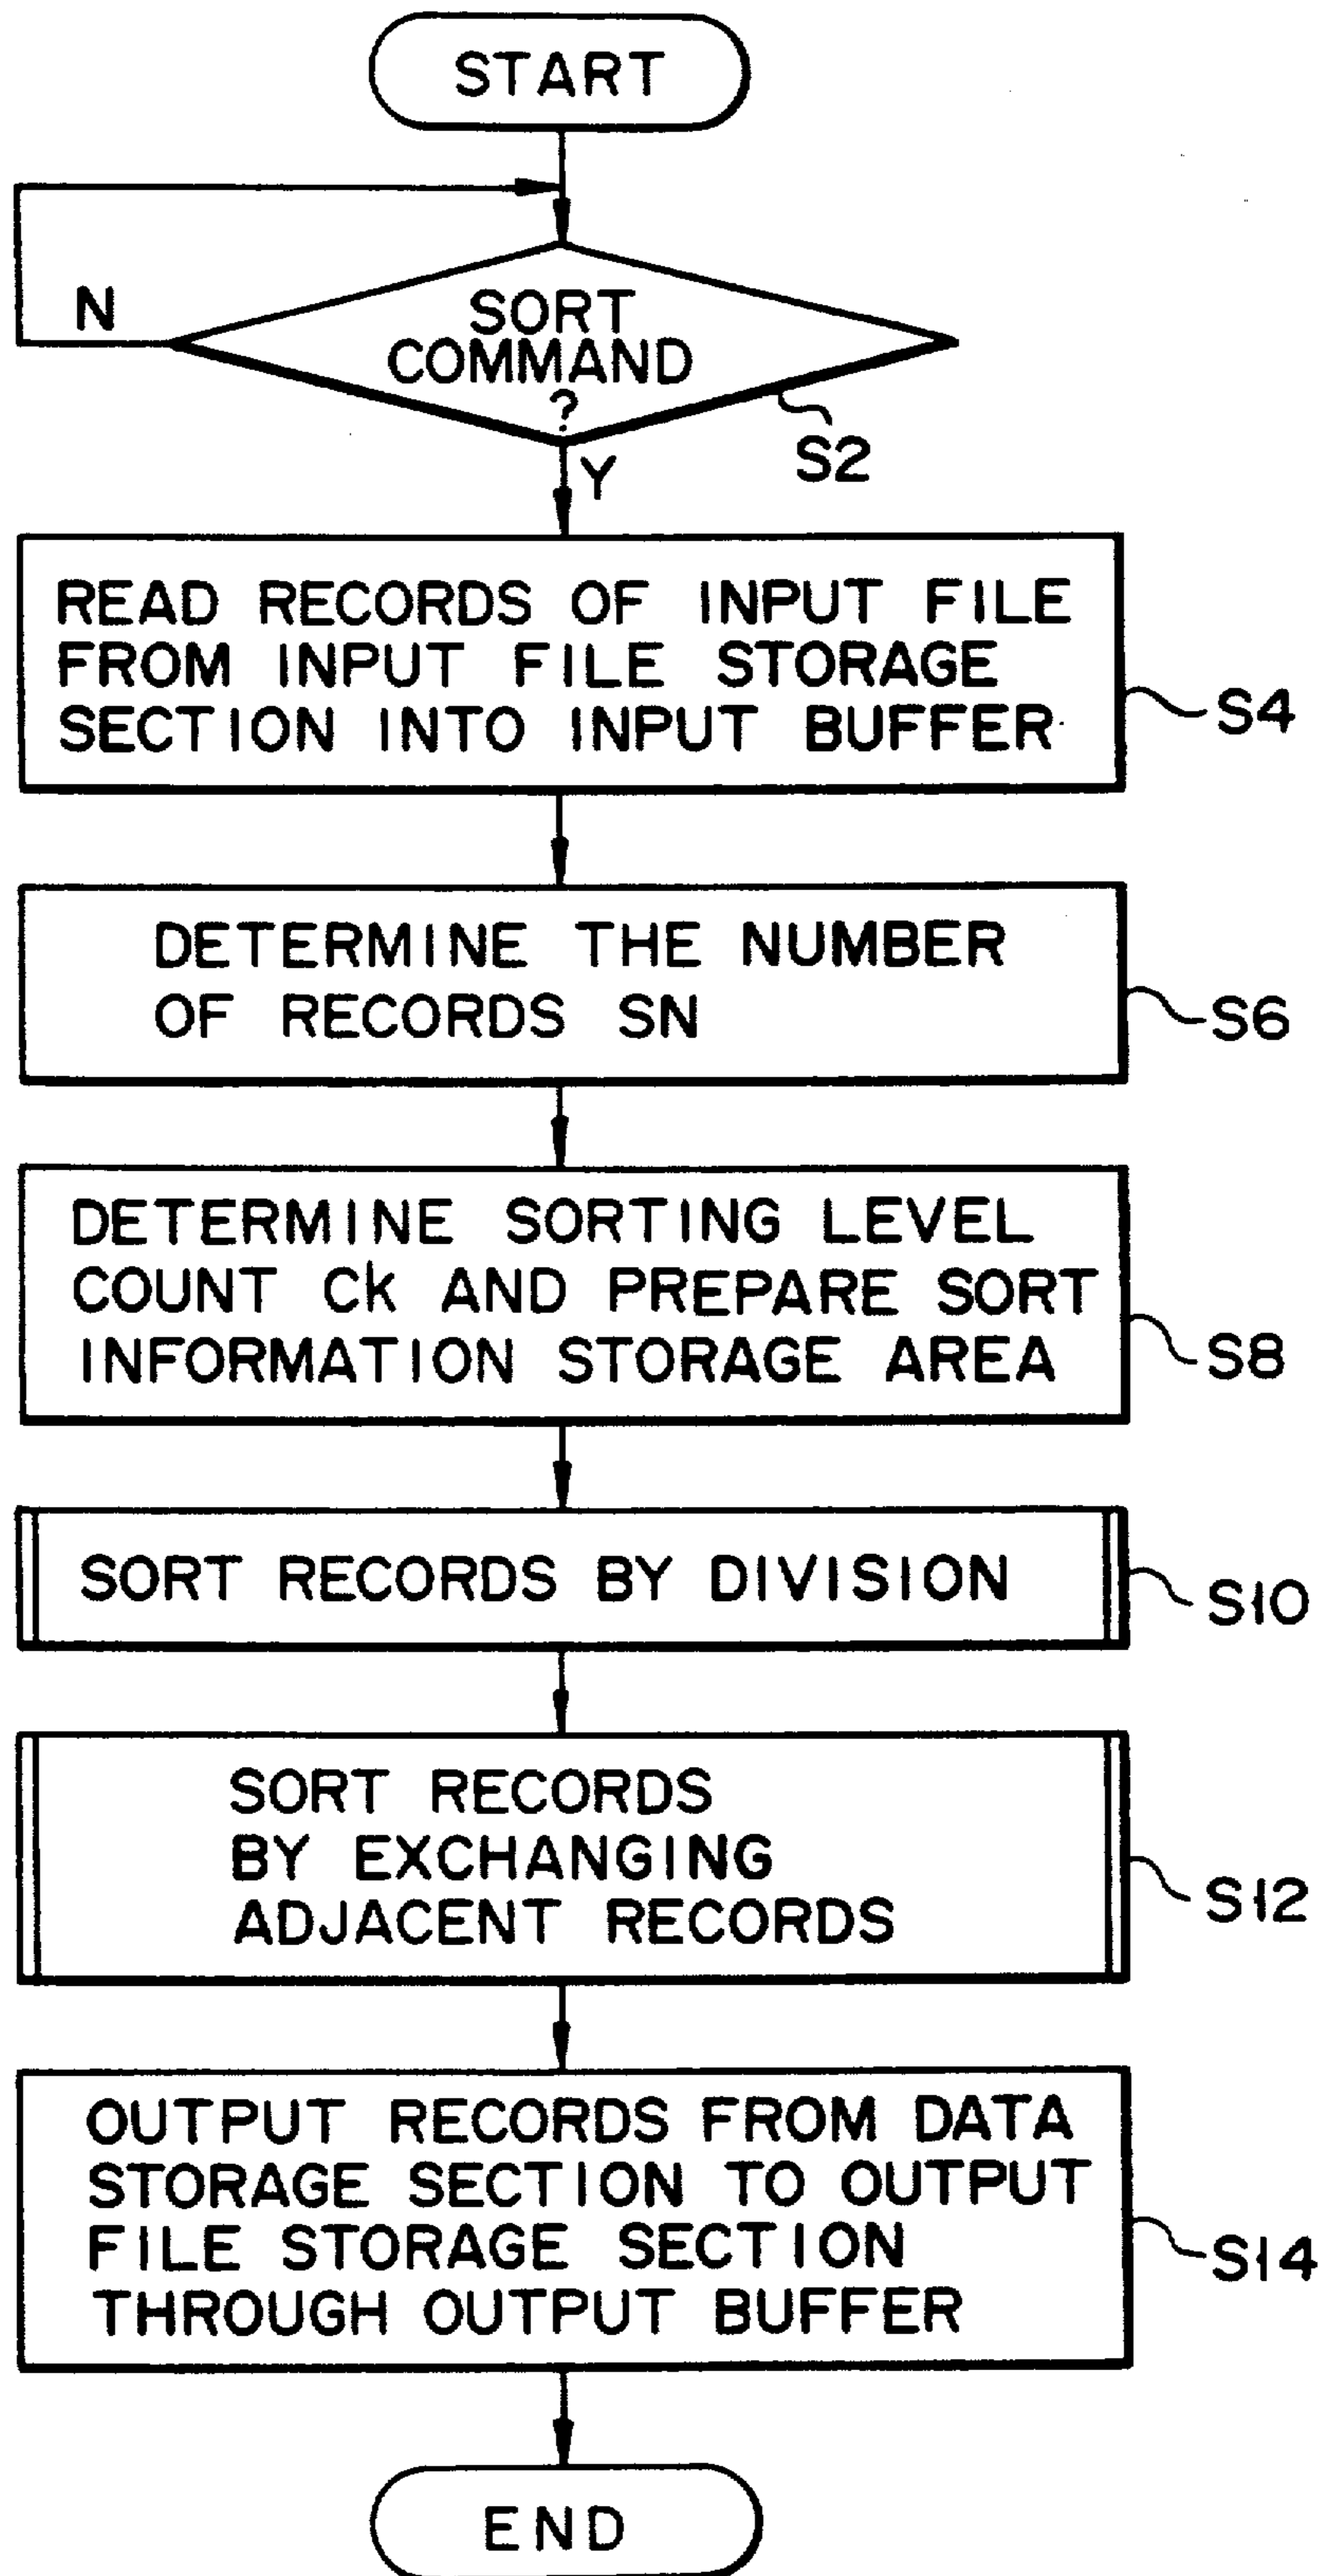 START
N
SORT
COMMAND
?
S2
Y
READ RECORDS OF INPUT FILE
FROM INPUT FILE STORAGE
SECTION INTO INPUT BUFFER
S4
DETERMINE THE NUMBER
OF RECORDS SN
S6
DETERMINE SORTING LEVEL
COUNT Ck AND PREPARE SORT
INFORMATION STORAGE AREA
S8
SORT RECORDS BY DIVISION
S10
SORT RECORDS
BY EXCHANGING
ADJACENT RECORDS
S12
OUTPUT RECORDS FROM DATA
STORAGE SECTION TO OUTPUT
FILE STORAGE SECTION
THROUGH OUTPUT BUFFER
S14
END